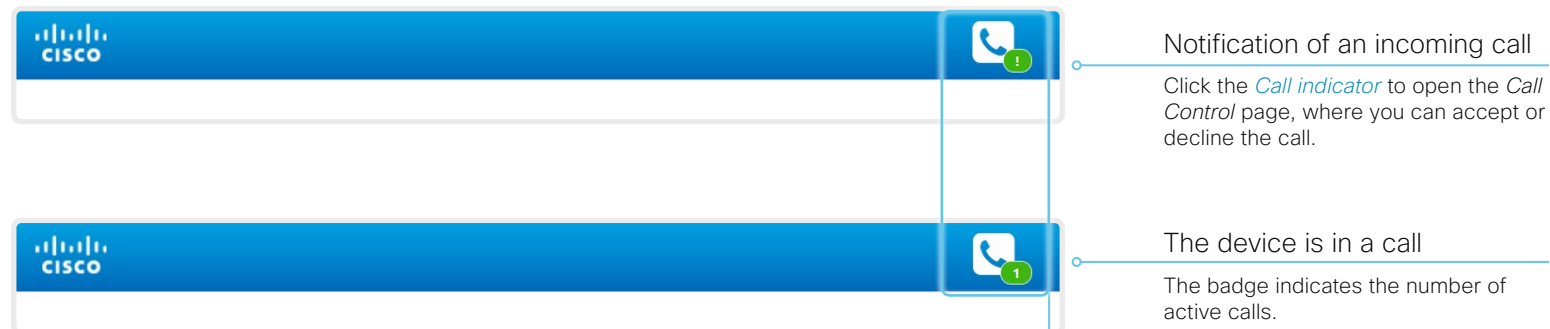 CISCO
!
Notification of an incoming call
Click the Call indicator to open the Call
Control page, where you can accept or
decline the call.
CISCO
1
The device is in a call
The badge indicates the number of
active calls.